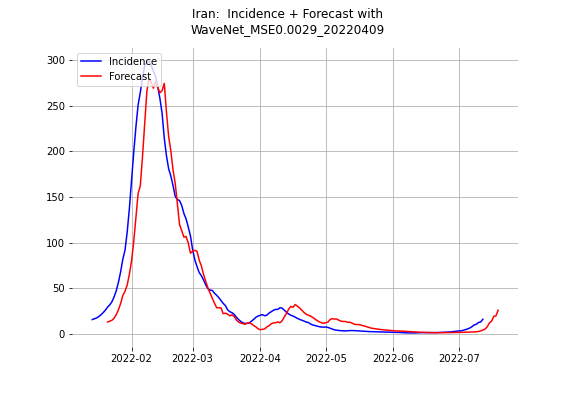 Iran:  Incidence + Forecast with
WaveNet_MSE0.0029_20220409
Incidence
Forecast
300
250
200
150
100
50
0
2022-02 2022-03 2022-04 2022-05 2022-06 2022-07